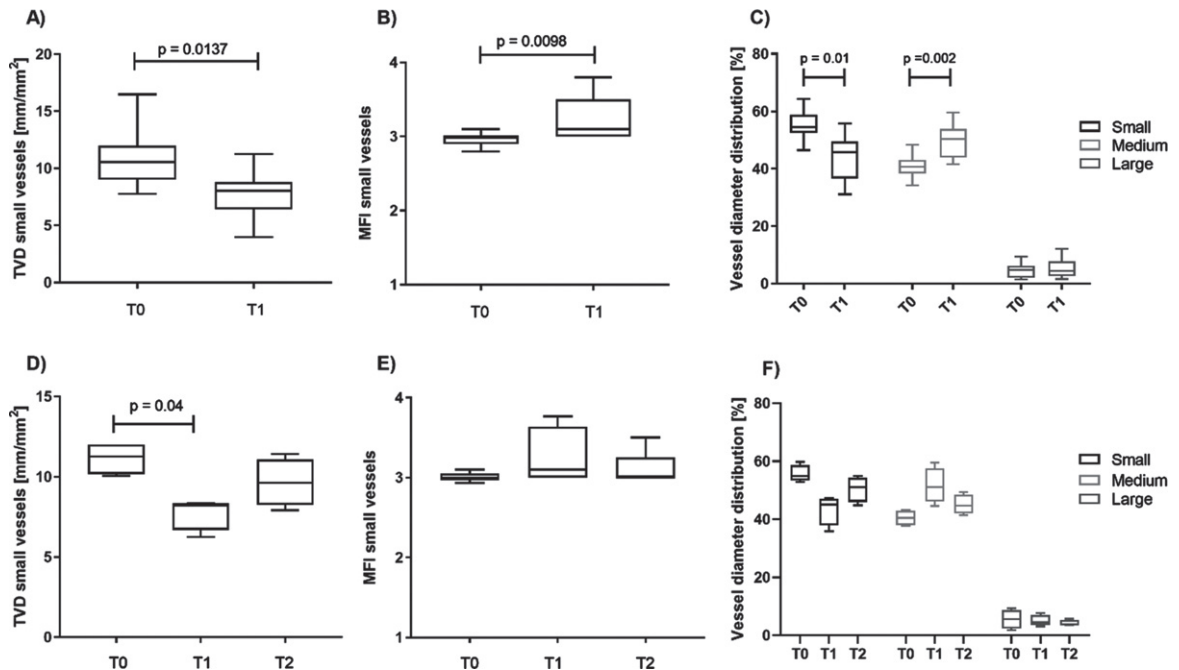 A)
p = 0.0137
TVD small vessels [mm/mm²]
20
15
10
5
0
T0 T1
B)
p = 0.0098
MFI small vessels
4
3
2
1
T0 T1
C)
p = 0.01 p =0.002
Vessel diameter distribution [%]
80
60
40
20
0
T0 T1 T0 T1 T0 T1
Small
Medium
Large
D)
p = 0.04
TVD small vessels [mm/mm²]
15
10
5
0
T0 T1 T2
E)
MFI small vessels
4
3
2
1
T0 T1 T2
F)
Vessel diameter distribution [%]
80
60
40
20
0
T0 T1 T2 T0 T1 T2 T0 T1 T2
Small
Medium
Large